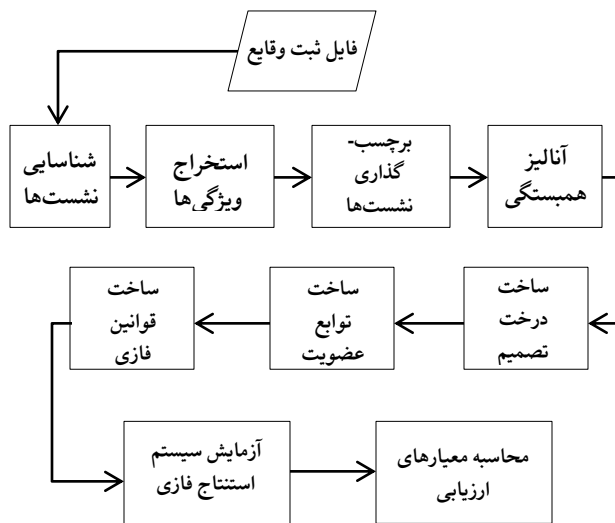 فایل ثبت وقایع
شناسایی
نشست‌ها
استخراج
ویژگی‌ها
برچسب-
گذاری
نشست‌ها
آنالیز
همبستگی
ساخت
درخت
تصمیم
ساخت
توابع
عضویت
ساخت
قوانین
فازی
آزمایش سیستم
استنتاج فازی
محاسبه معیارهای
ارزیابی